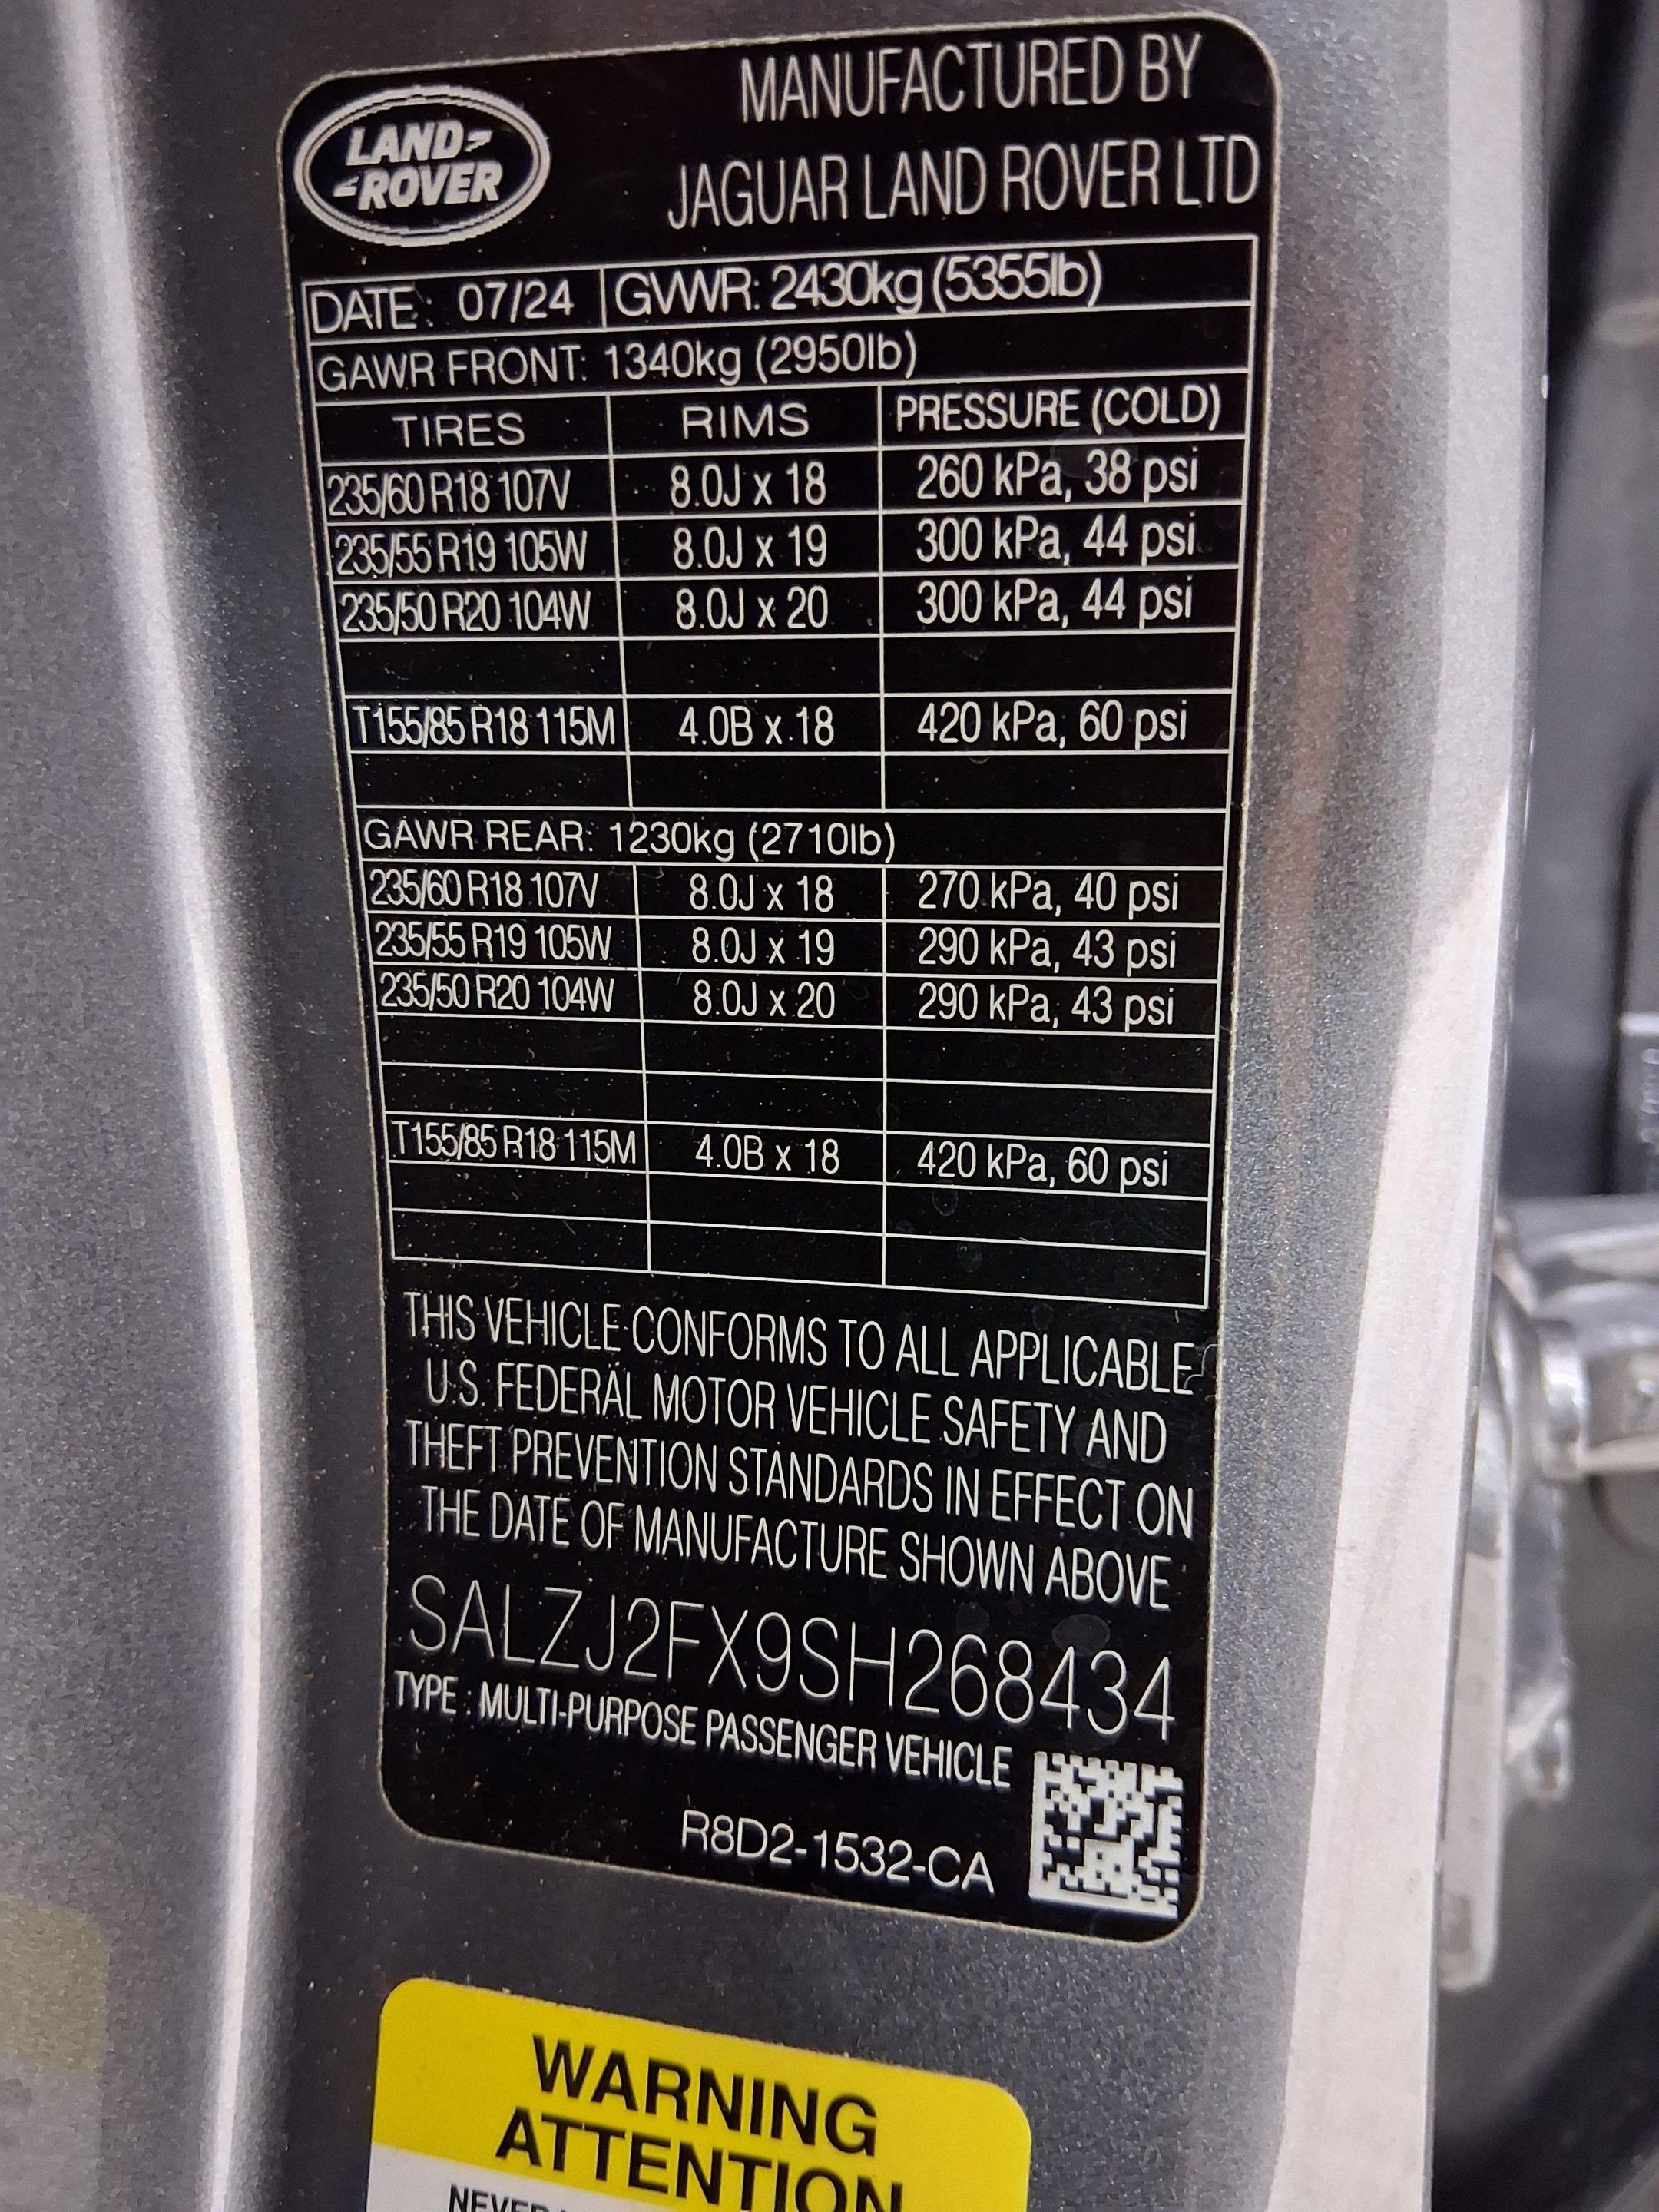 LAND-
-ROVER
MANUFACTURED BY
JAGUAR LAND ROVER LTD
DATE: 07/24 GVWR: 2430kg (5355lb)
GAWR FRONT: 1340kg (2950lb)
TIRES RIMS PRESSURE (COLD)
235/60 R18 107V 8.0J x 18 260 kPa, 38 psi
235/55 R19 105W 8.0J x 19 300 kPa, 44 psi
235/50 R20 104W 8.0J x 20 300 kPa, 44 psi
T155/85 R18 115M 4.0B x 18 420 kPa, 60 psi
GAWR REAR: 1230kg (2710lb)
235/60 R18 107V 8.0J x 18 270 kPa, 40 psi
235/55 R19 105W 8.0J x 19 290 kPa, 43 psi
235/50 R20 104W 8.0J x 20 290 kPa, 43 psi
T155/85 R18 115M 4.0B x 18 420 kPa, 60 psi
THIS VEHICLE CONFORMS TO ALL APPLICABLE
U.S. FEDERAL MOTOR VEHICLE SAFETY AND
THEFT PREVENTION STANDARDS IN EFFECT ON
THE DATE OF MANUFACTURE SHOWN ABOVE
SALZJ2FX9SH268434
TYPE : MULTI-PURPOSE PASSENGER VEHICLE
R8D2-1532-CA
WARNING
ATTENTION
NEVER